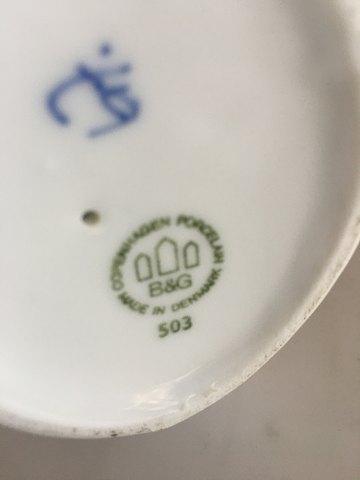 COPENHAGEN PORCELAIN
B&G
MADE IN DENMARK
503